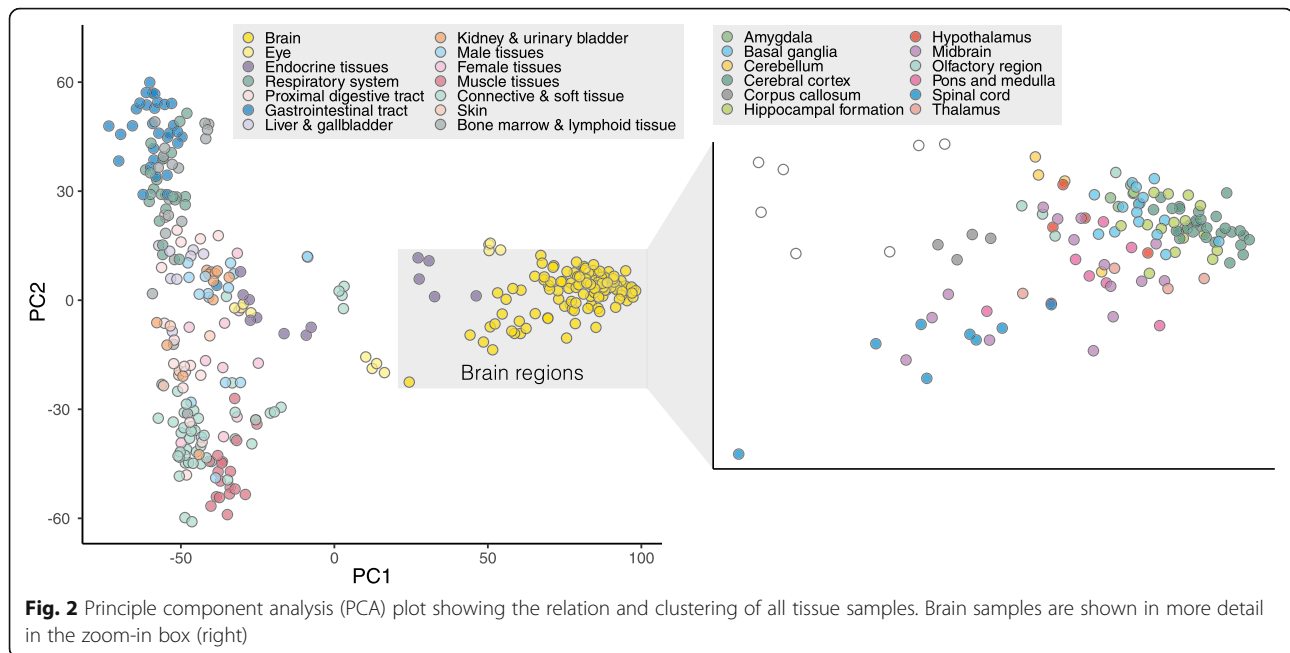 Brain
Eye
Endocrine tissues
Respiratory system
Proximal digestive tract
Gastrointestinal tract
Liver & gallbladder
Kidney & urinary bladder
Male tissues
Female tissues
Muscle tissues
Connective & soft tissue
Skin
Bone marrow & lymphoid tissue
Amygdala
Basal ganglia
Cerebellum
Cerebral cortex
Corpus callosum
Hippocampal formation
Hypothalamus
Midbrain
Olfactory region
Pons and medulla
Spinal cord
Thalamus
60
30
0
-30
-60
PC2
Brain regions
-50
0
50
100
PC1
Fig. 2 Principle component analysis (PCA) plot showing the relation and clustering of all tissue samples. Brain samples are shown in more detail
in the zoom-in box (right)